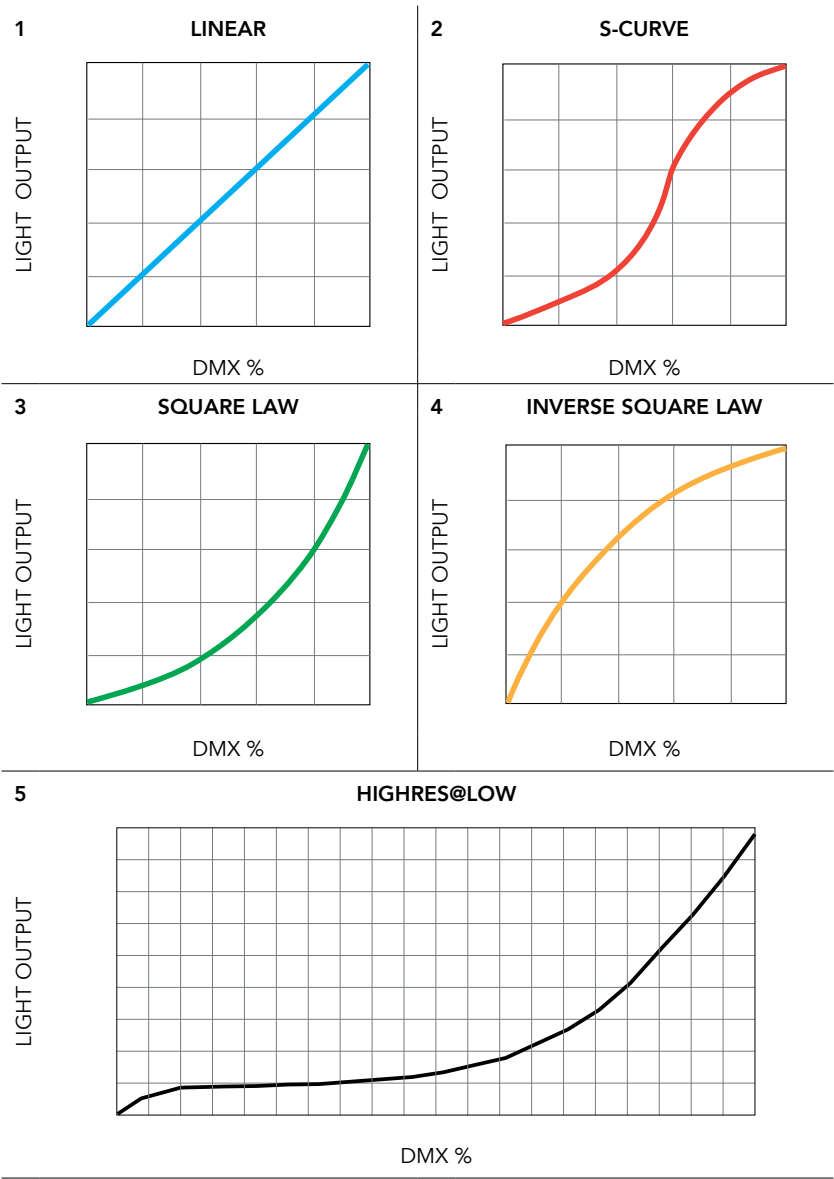 1 LINEAR
LIGHT OUTPUT
DMX %
2 S-CURVE
LIGHT OUTPUT
DMX %
3 SQUARE LAW
LIGHT OUTPUT
DMX %
4 INVERSE SQUARE LAW
LIGHT OUTPUT
DMX %
5 HIGHRES@LOW
LIGHT OUTPUT
DMX %